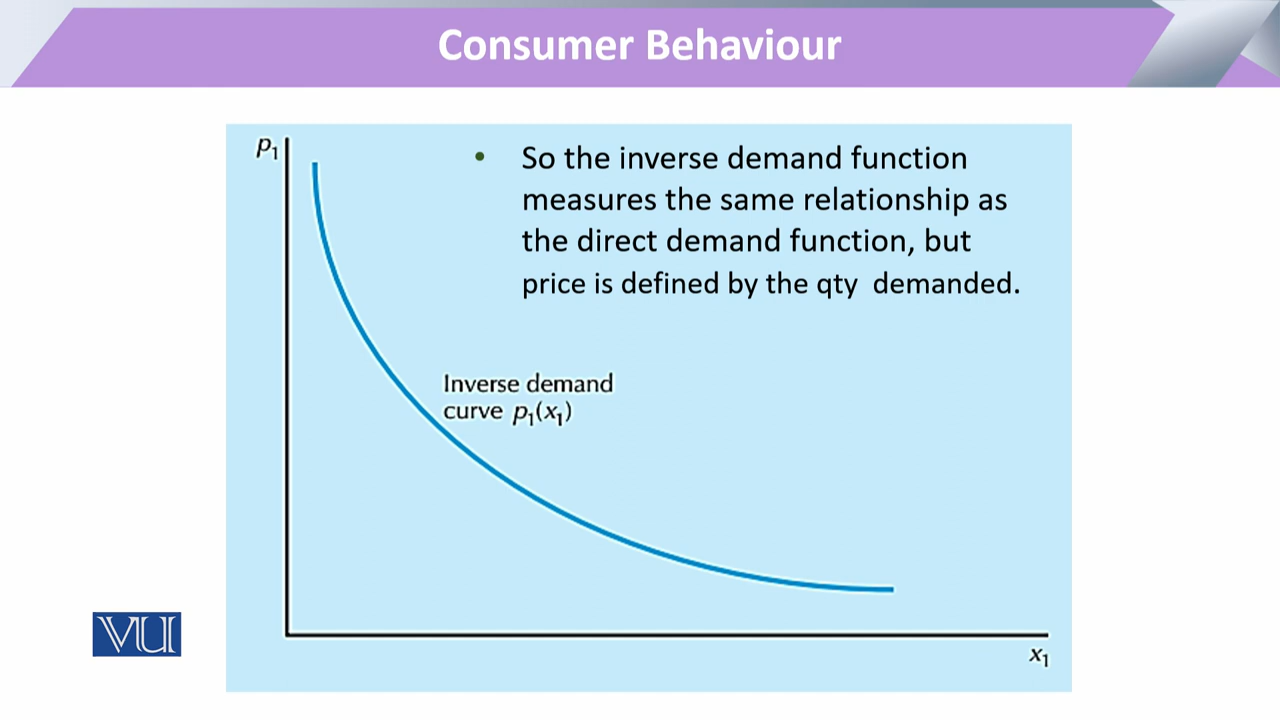 Consumer Behaviour
p₁
• So the inverse demand function
measures the same relationship as
the direct demand function, but
price is defined by the qty demanded.
Inverse demand
curve p₁(x₁)
VU
x₁